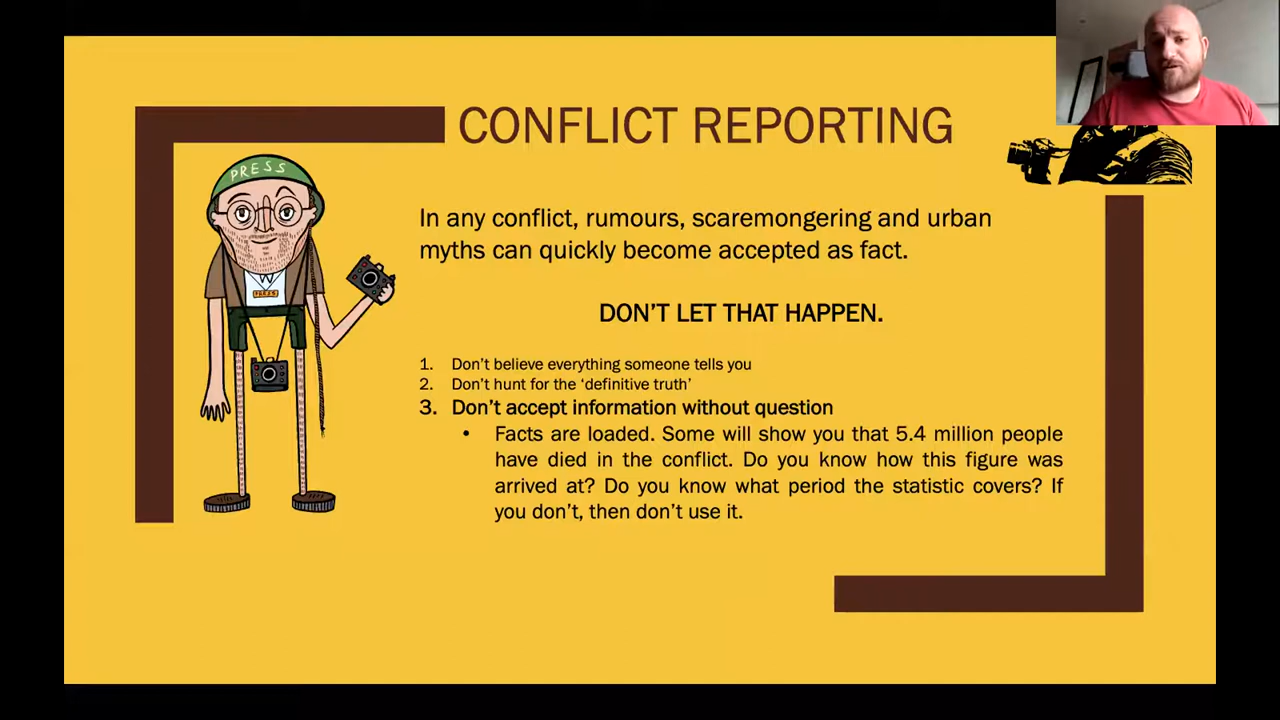 CONFLICT REPORTING
PRESS
PRESS
In any conflict, rumours, scaremongering and urban
myths can quickly become accepted as fact.
DON'T LET THAT HAPPEN.
1. Don't believe everything someone tells you
2. Don't hunt for the 'definitive truth'
3. Don't accept information without question
• Facts are loaded. Some will show you that 5.4 million people
have died in the conflict. Do you know how this figure was
arrived at? Do you know what period the statistic covers? If
you don't, then don't use it.